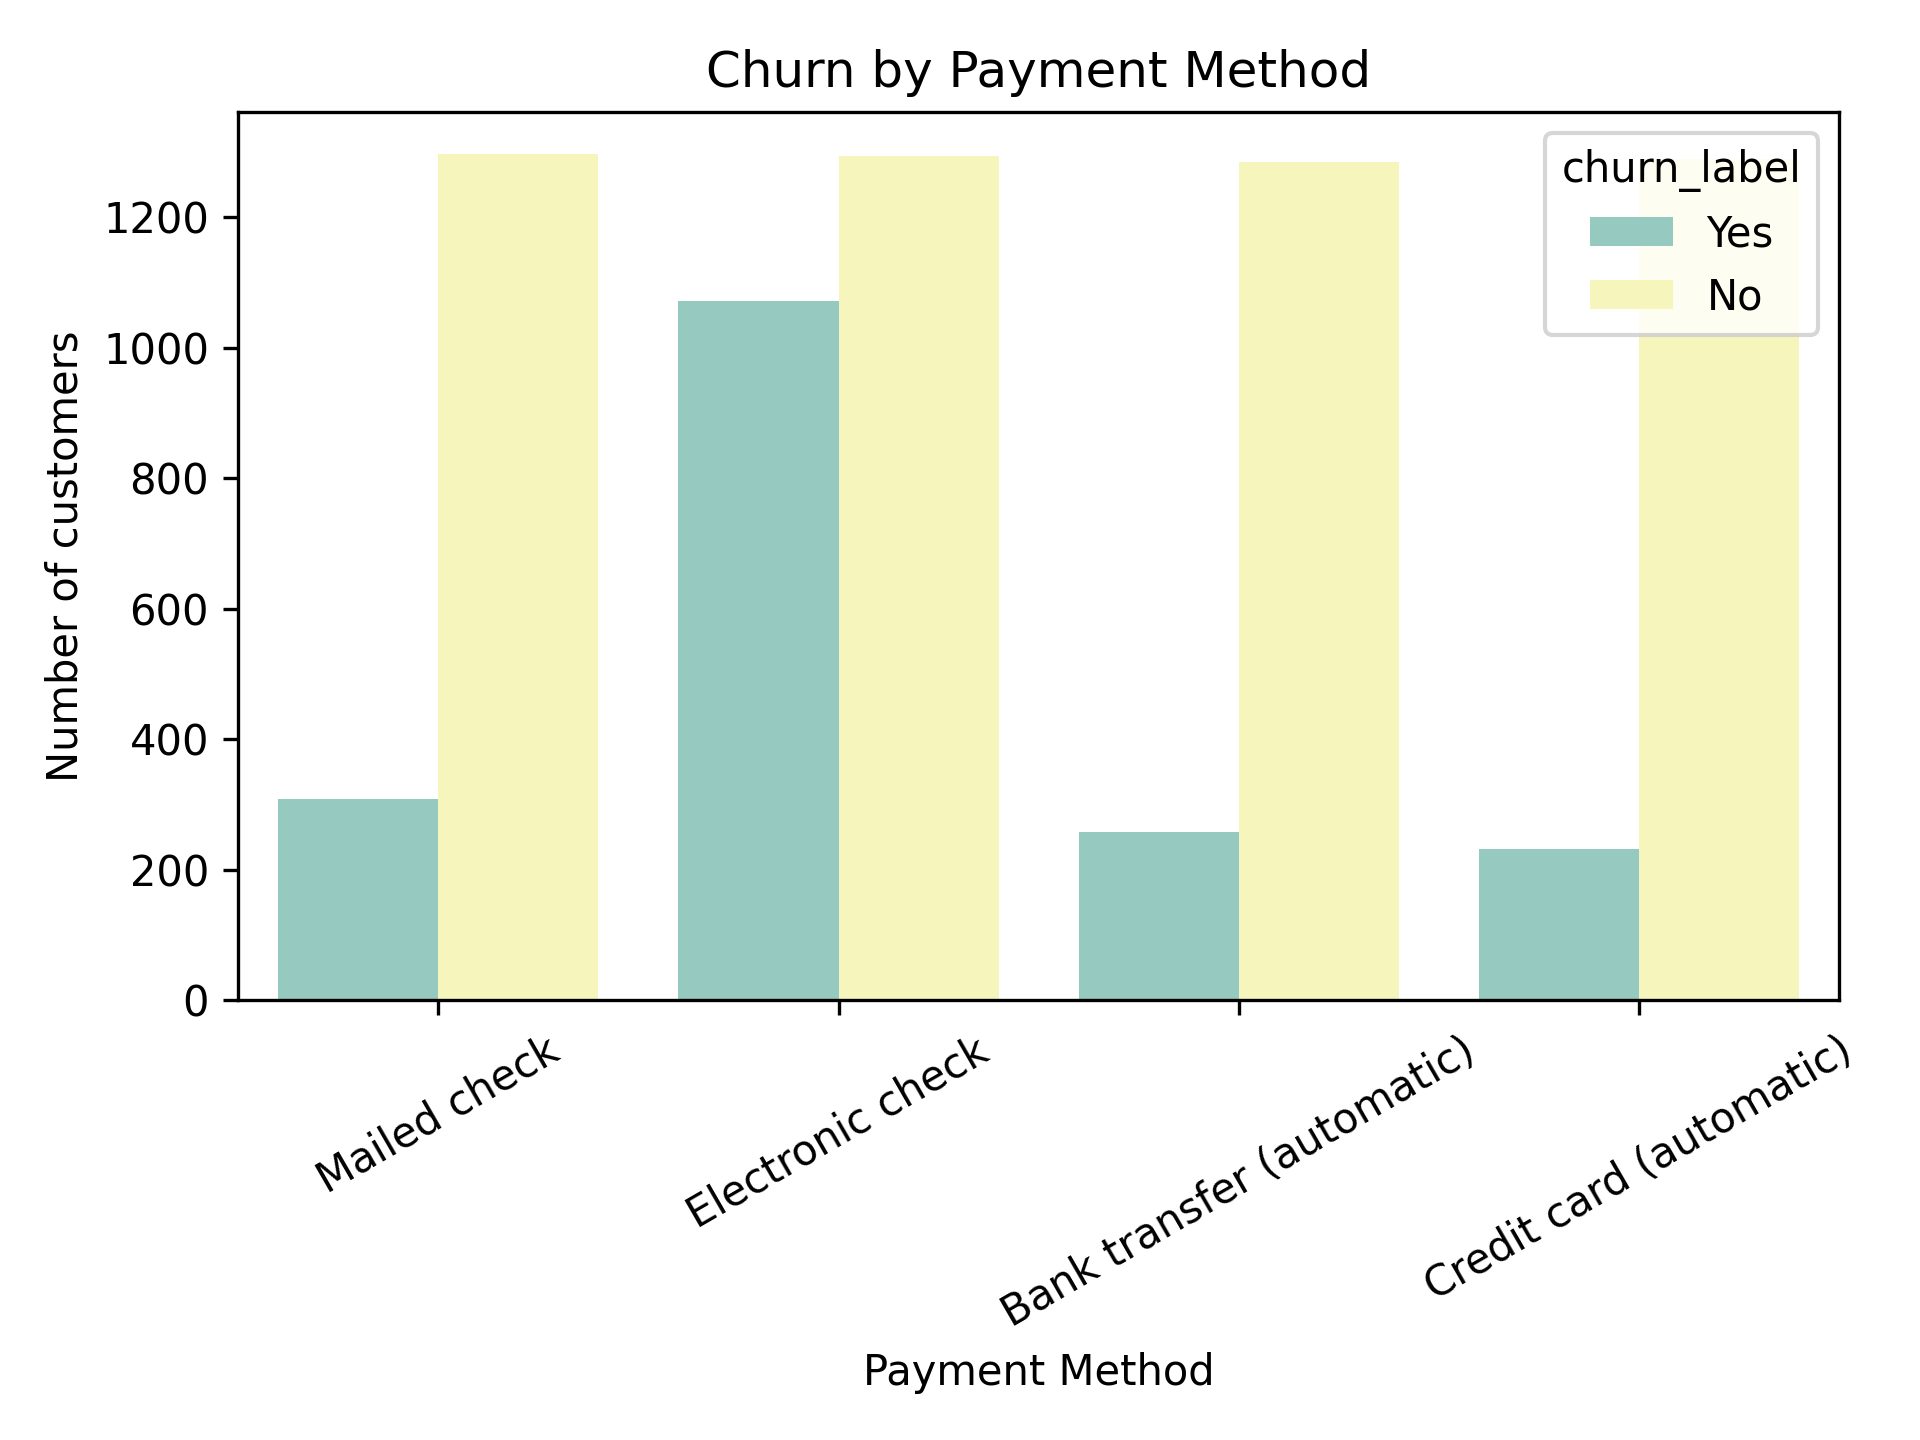 Churn by Payment Method
churn_label
Yes
No
Number of customers
1200
1000
800
600
400
200
0
Mailed check
Electronic check
Bank transfer (automatic)
Credit card (automatic)
Payment Method